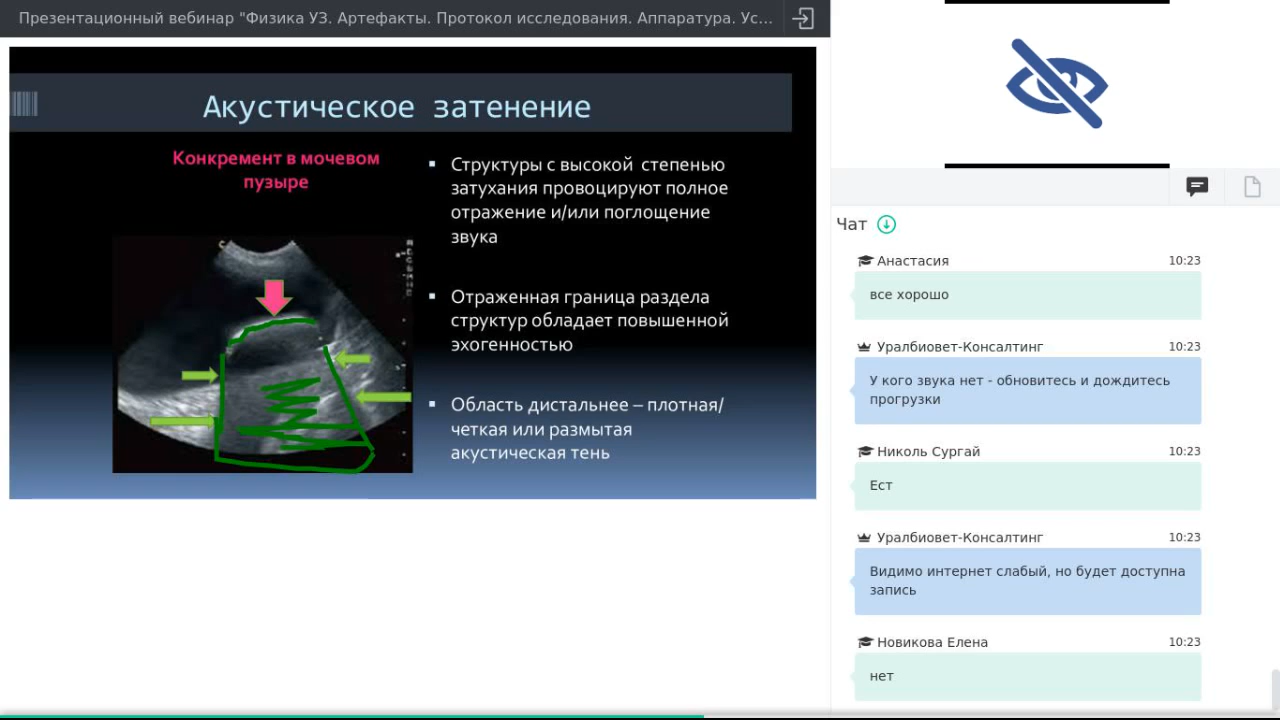 Презентационный вебинар "Физика УЗ. Артефакты. Протокол исследования. Аппаратура. Ус...
Акустическое затенение
Конкремент в мочевом
пузыре
Структуры с высокой степенью
затухания провоцируют полное
отражение и/или поглощение
звука
Отраженная граница раздела
структур обладает повышенной
эхогенностью
Область дистальнее – плотная/
четкая или размытая
акустическая тень
Чат
Анастасия 10:23
все хорошо
Уралбиовет-Консалтинг 10:23
У кого звука нет - обновитесь и дождитесь
прогрузки
Николь Сургай 10:23
Ест
Уралбиовет-Консалтинг 10:23
Видимо интернет слабый, но будет доступна
запись
Новикова Елена 10:23
нет